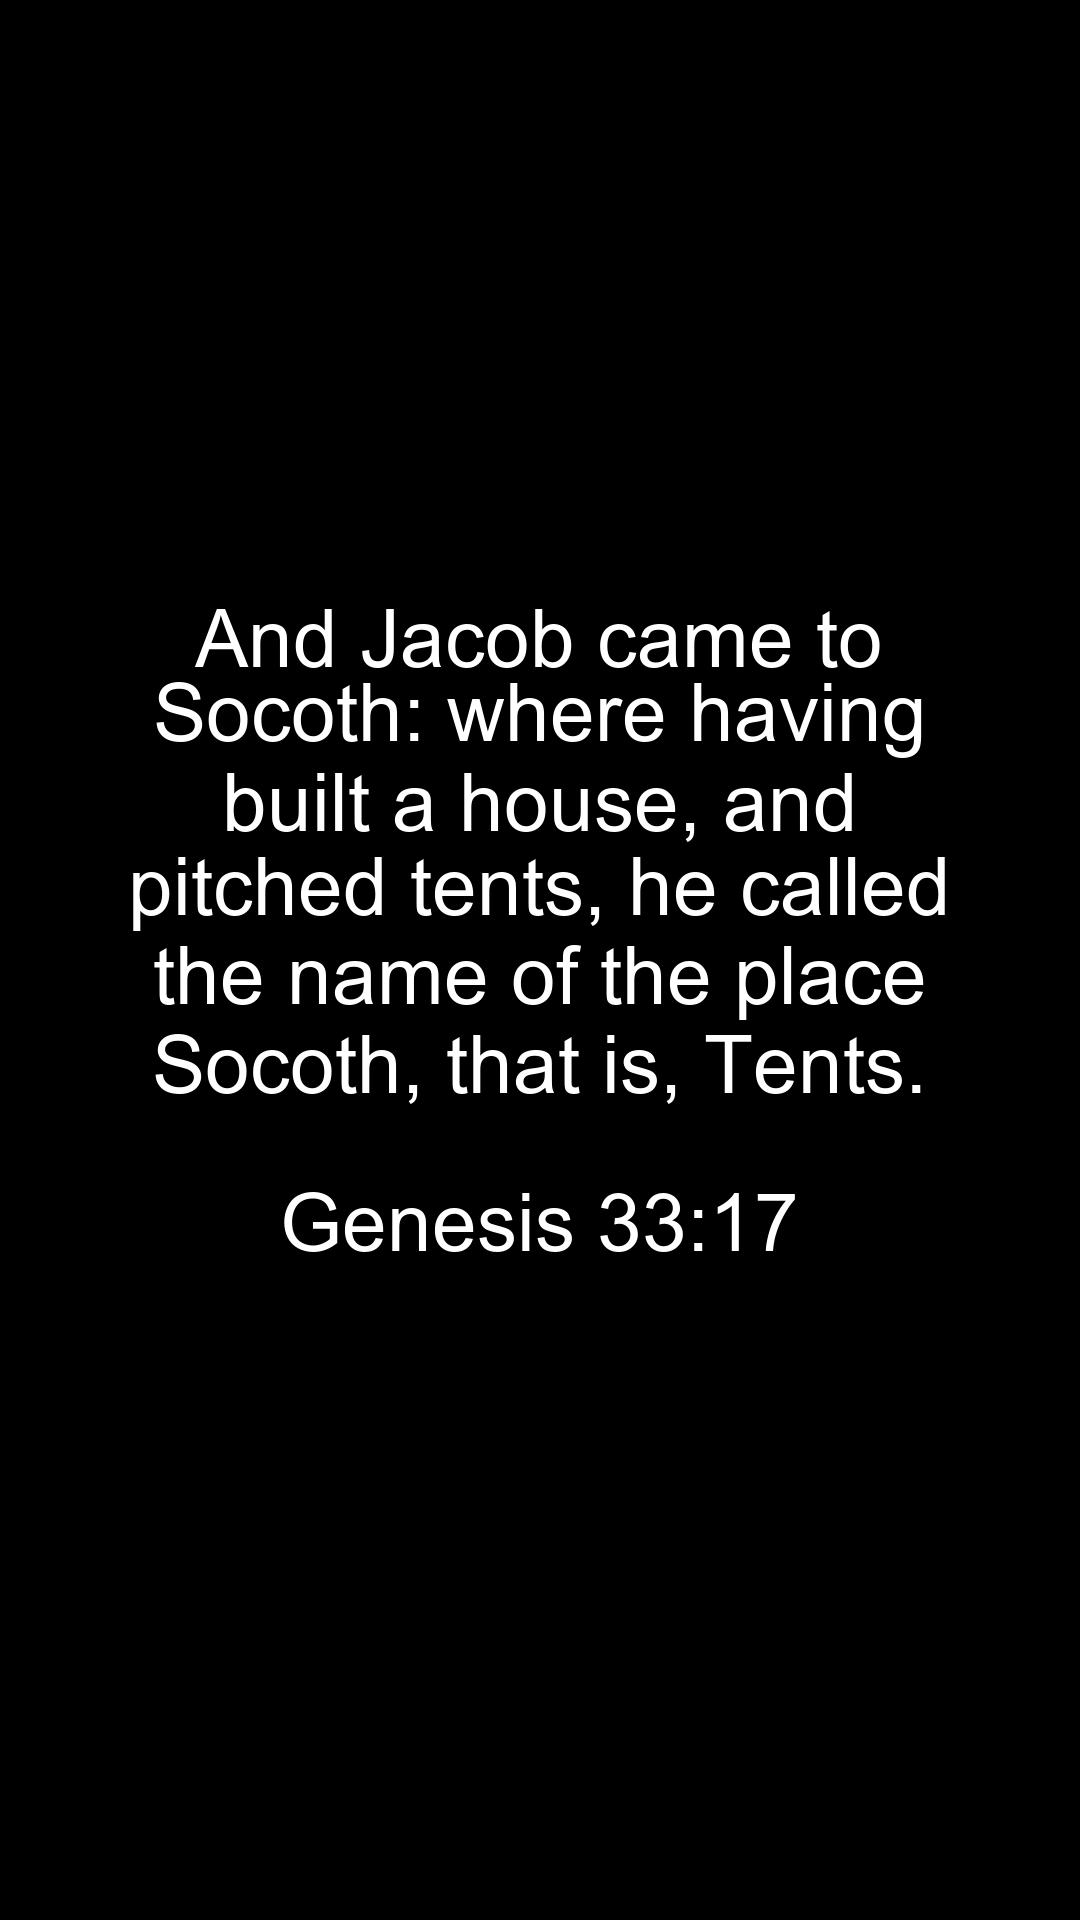 And Jacob came to
Socoth: where having
built a house, and
pitched tents, he called
the name of the place
Socoth, that is, Tents.
Genesis 33:17